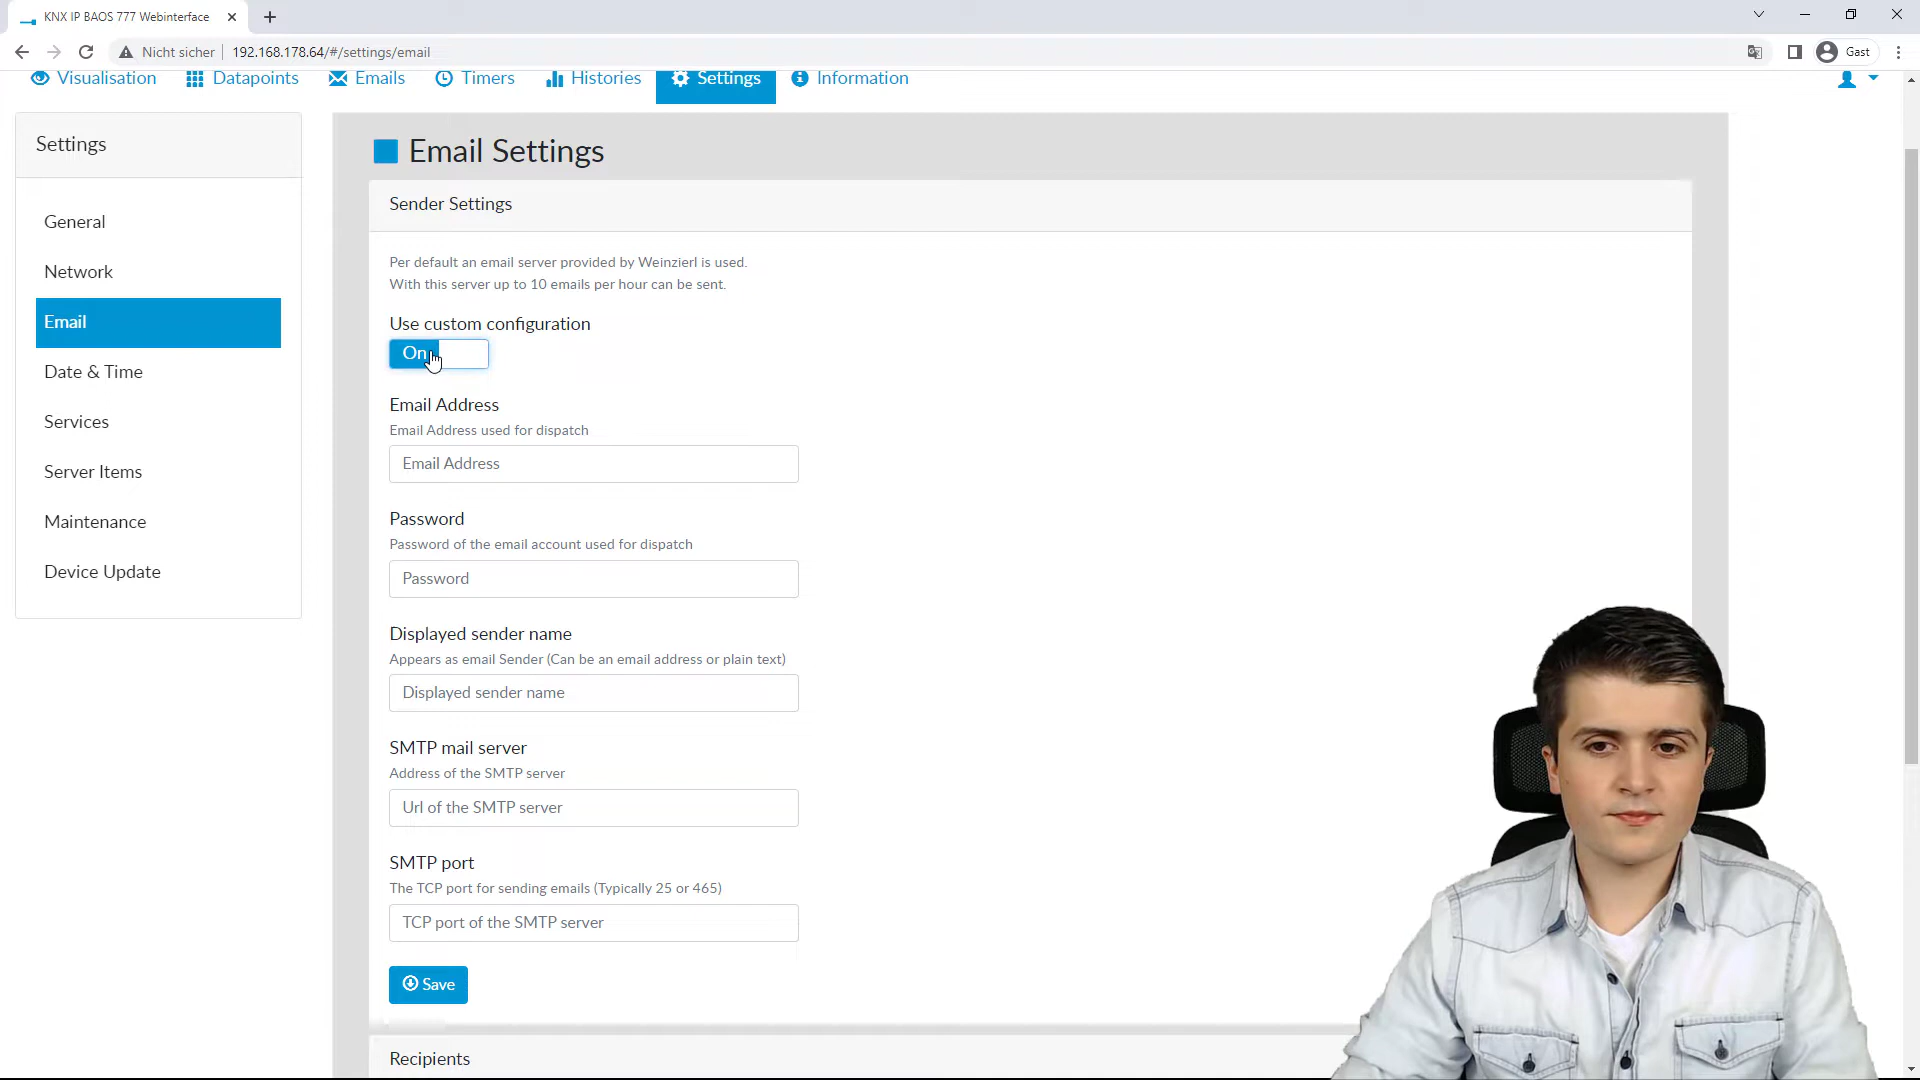 KNX IP BAOS 777 Webinterface
Nicht sicher 192.168.178.64/#/settings/email Gast
Visualisation Datapoints Emails Timers Histories Settings Information
Settings
General
Network
Email
Date & Time
Services
Server Items
Maintenance
Device Update
Email Settings
Sender Settings
Per default an email server provided by Weinzierl is used.
With this server up to 10 emails per hour can be sent.
Use custom configuration
On
Email Address
Email Address used for dispatch
Email Address
Password
Password of the email account used for dispatch
Password
Displayed sender name
Appears as email Sender (Can be an email address or plain text)
Displayed sender name
SMTP mail server
Address of the SMTP server
Url of the SMTP server
SMTP port
The TCP port for sending emails (Typically 25 or 465)
TCP port of the SMTP server
Save
Recipients